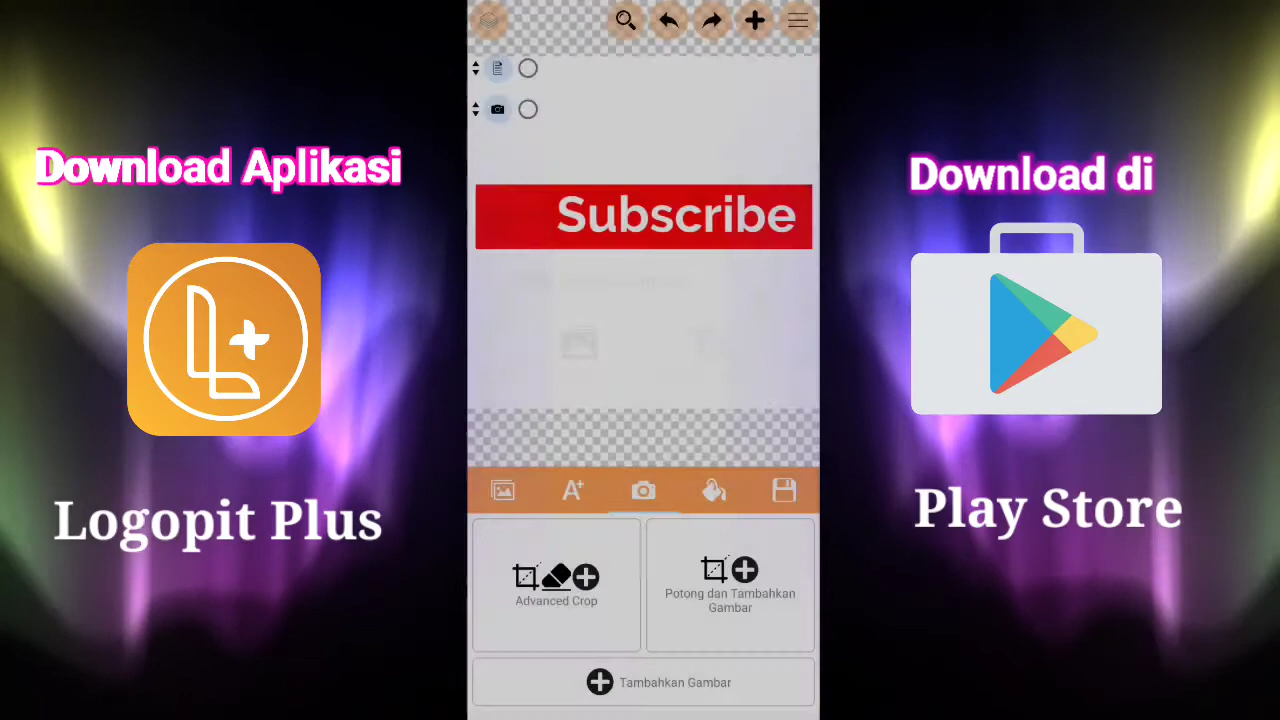 Download Aplikasi
Logopit Plus
Subscribe
Advanced Crop
Potong dan Tambahkan
Gambar
Tambahkan Gambar
Download di
Play Store